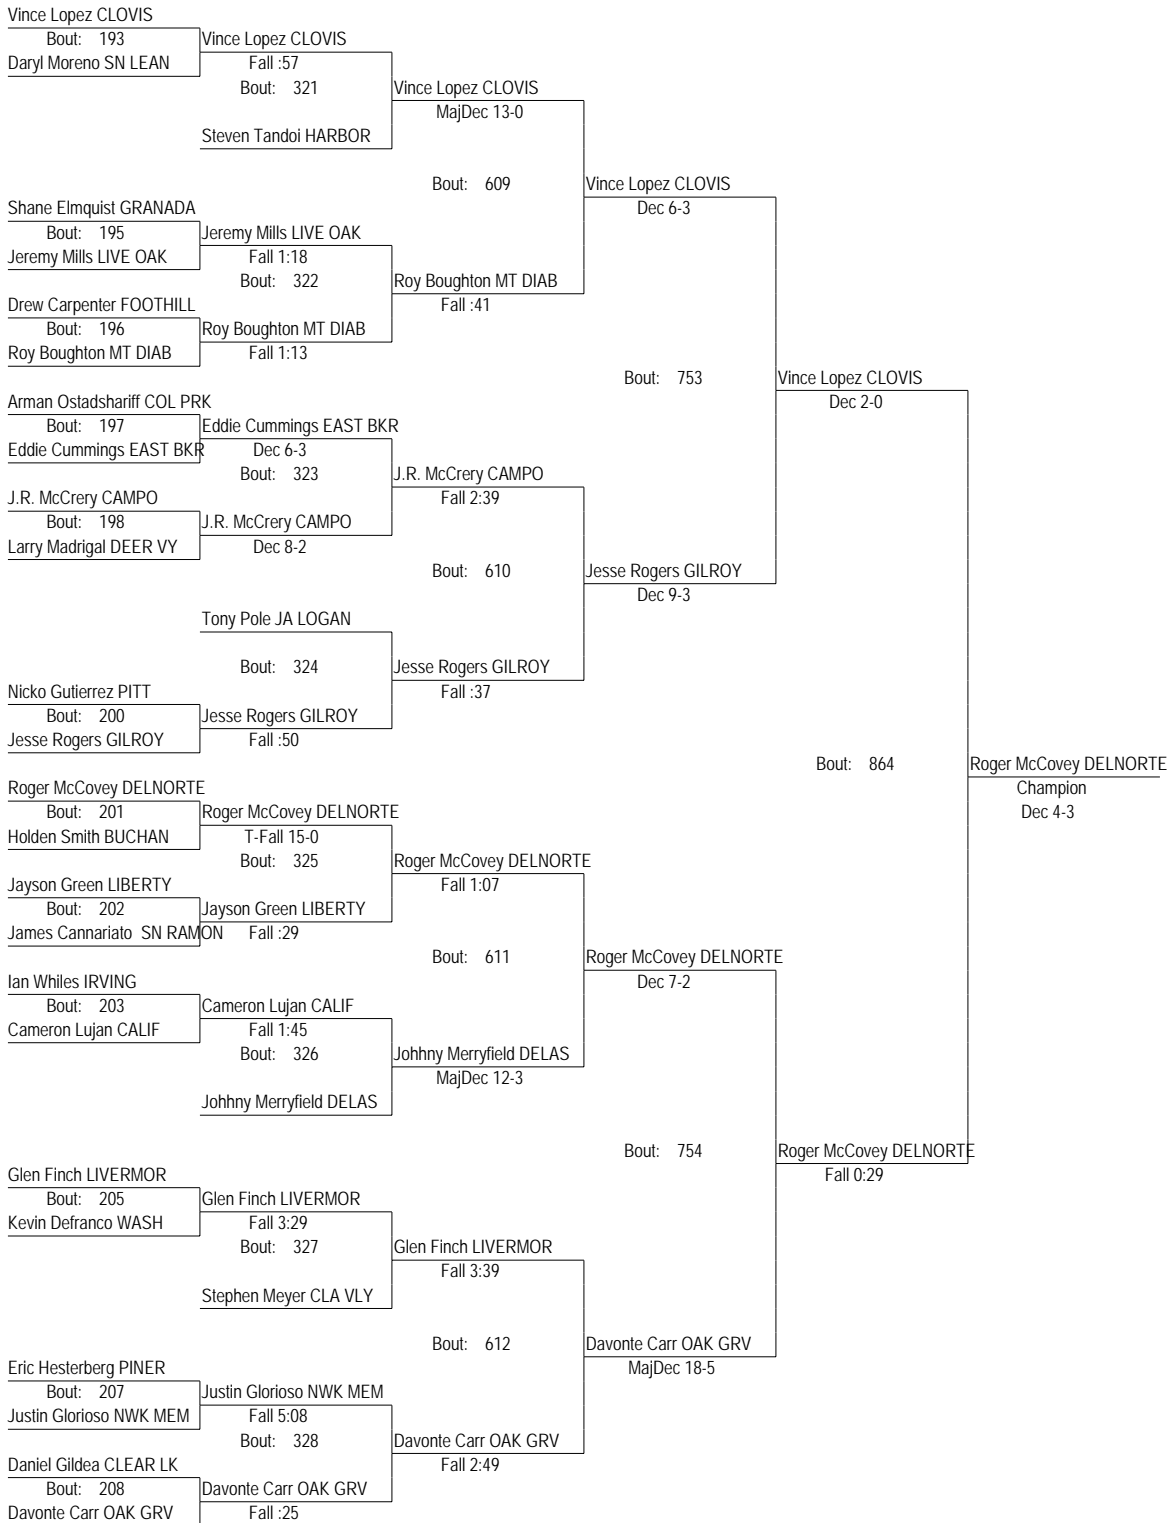 Vince Lopez CLOVIS
Bout: 193
Vince Lopez CLOVIS
Daryl Moreno SN LEAN
Fall :57
Bout: 321
Vince Lopez CLOVIS
MajDec 13-0
Steven Tandoi HARBOR
Bout: 609
Vince Lopez CLOVIS
Dec 6-3
Shane Elmquist GRANADA
Bout: 195
Jeremy Mills LIVE OAK
Jeremy Mills LIVE OAK
Fall 1:18
Bout: 322
Roy Boughton MT DIAB
Fall :41
Drew Carpenter FOOTHILL
Bout: 196
Roy Boughton MT DIAB
Roy Boughton MT DIAB
Fall 1:13
Bout: 753
Vince Lopez CLOVIS
Dec 2-0
Arman Ostadshariff COL PRK
Bout: 197
Eddie Cummings EAST BKR
Eddie Cummings EAST BKR
Dec 6-3
Bout: 323
J.R. McCrery CAMPO
Fall 2:39
J.R. McCrery CAMPO
Bout: 198
J.R. McCrery CAMPO
Larry Madrigal DEER VY
Dec 8-2
Bout: 610
Jesse Rogers GILROY
Dec 9-3
Tony Pole JA LOGAN
Bout: 324
Jesse Rogers GILROY
Fall :37
Nicko Gutierrez PITT
Bout: 200
Jesse Rogers GILROY
Jesse Rogers GILROY
Fall :50
Bout: 864
Roger McCovey DELNORTE
Champion
Dec 4-3
Roger McCovey DELNORTE
Bout: 201
Roger McCovey DELNORTE
Holden Smith BUCHAN
T-Fall 15-0
Bout: 325
Roger McCovey DELNORTE
Fall 1:07
Jayson Green LIBERTY
Bout: 202
Jayson Green LIBERTY
James Cannariato SN RAMON
Fall :29
Bout: 611
Roger McCovey DELNORTE
Dec 7-2
Ian Whiles IRVING
Bout: 203
Cameron Lujan CALIF
Cameron Lujan CALIF
Fall 1:45
Bout: 326
Johhny Merryfield DELAS
MajDec 12-3
Johhny Merryfield DELAS
Bout: 754
Roger McCovey DELNORTE
Fall 0:29
Glen Finch LIVERMOR
Bout: 205
Glen Finch LIVERMOR
Kevin Defranco WASH
Fall 3:29
Bout: 327
Glen Finch LIVERMOR
Fall 3:39
Stephen Meyer CLA VLY
Bout: 612
Davonte Carr OAK GRV
MajDec 18-5
Eric Hesterberg PINER
Bout: 207
Justin Glorioso NWK MEM
Justin Glorioso NWK MEM
Fall 5:08
Bout: 328
Davonte Carr OAK GRV
Fall 2:49
Daniel Gildea CLEAR LK
Bout: 208
Davonte Carr OAK GRV
Davonte Carr OAK GRV
Fall :25